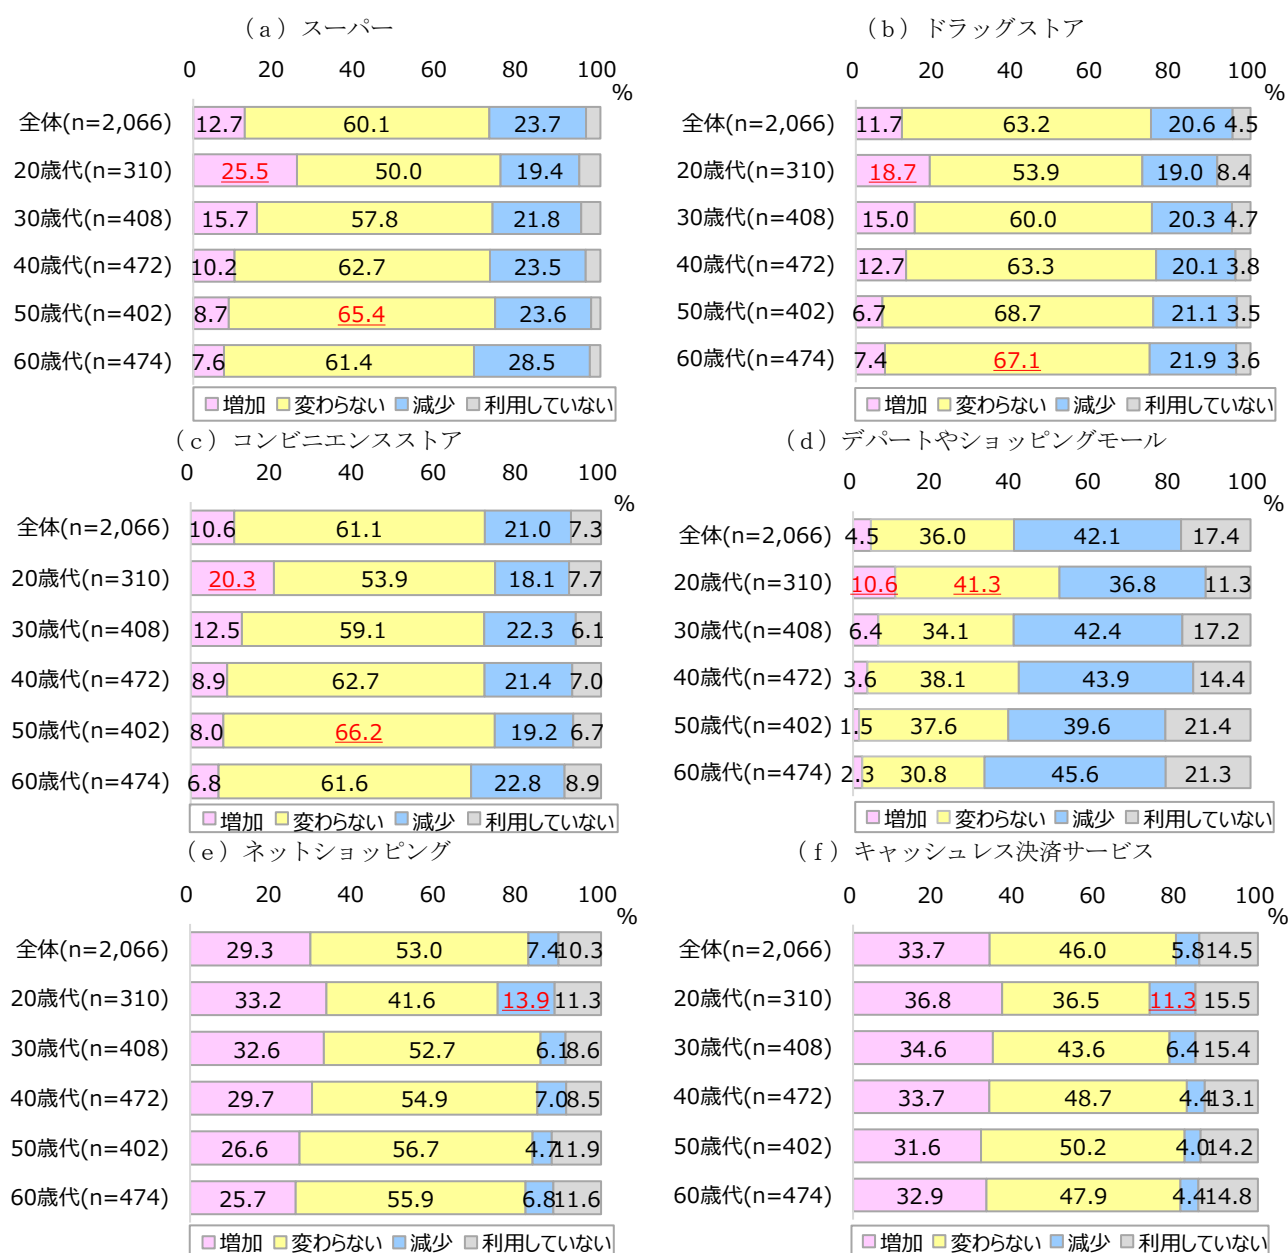 (a) スーパー
0 20 40 60 80 100
%
全体(n=2,066) 12.7 60.1 23.7
20歳代(n=310) 25.5 50.0 19.4
30歳代(n=408) 15.7 57.8 21.8
40歳代(n=472) 10.2 62.7 23.5
50歳代(n=402) 8.7 65.4 23.6
60歳代(n=474) 7.6 61.4 28.5
増加 変わらない 減少 利用していない
(b) ドラッグストア
0 20 40 60 80 100
%
全体(n=2,066) 11.7 63.2 20.6 4.5
20歳代(n=310) 18.7 53.9 19.0 8.4
30歳代(n=408) 15.0 60.0 20.3 4.7
40歳代(n=472) 12.7 63.3 20.1 3.8
50歳代(n=402) 6.7 68.7 21.1 3.5
60歳代(n=474) 7.4 67.1 21.9 3.6
増加 変わらない 減少 利用していない
(c) コンビニエンスストア
0 20 40 60 80 100
%
全体(n=2,066) 10.6 61.1 21.0 7.3
20歳代(n=310) 20.3 53.9 18.1 7.7
30歳代(n=408) 12.5 59.1 22.3 6.1
40歳代(n=472) 8.9 62.7 21.4 7.0
50歳代(n=402) 8.0 66.2 19.2 6.7
60歳代(n=474) 6.8 61.6 22.8 8.9
増加 変わらない 減少 利用していない
(d) デパートやショッピングモール
0 20 40 60 80 100
%
全体(n=2,066) 4.5 36.0 42.1 17.4
20歳代(n=310) 10.6 41.3 36.8 11.3
30歳代(n=408) 6.4 34.1 42.4 17.2
40歳代(n=472) 3.6 38.1 43.9 14.4
50歳代(n=402) 1.5 37.6 39.6 21.4
60歳代(n=474) 2.3 30.8 45.6 21.3
増加 変わらない 減少 利用していない
(e) ネットショッピング
0 20 40 60 80 100
%
全体(n=2,066) 29.3 53.0 7.4 10.3
20歳代(n=310) 33.2 41.6 13.9 11.3
30歳代(n=408) 32.6 52.7 6.1 8.6
40歳代(n=472) 29.7 54.9 7.0 8.5
50歳代(n=402) 26.6 56.7 4.7 11.9
60歳代(n=474) 25.7 55.9 6.8 11.6
増加 変わらない 減少 利用していない
(f) キャッシュレス決済サービス
0 20 40 60 80 100
%
全体(n=2,066) 33.7 46.0 5.8 14.5
20歳代(n=310) 36.8 36.5 11.3 15.5
30歳代(n=408) 34.6 43.6 6.4 15.4
40歳代(n=472) 33.7 48.7 4.4 13.1
50歳代(n=402) 31.6 50.2 4.0 14.2
60歳代(n=474) 32.9 47.9 4.4 14.8
増加 変わらない 減少 利用していない